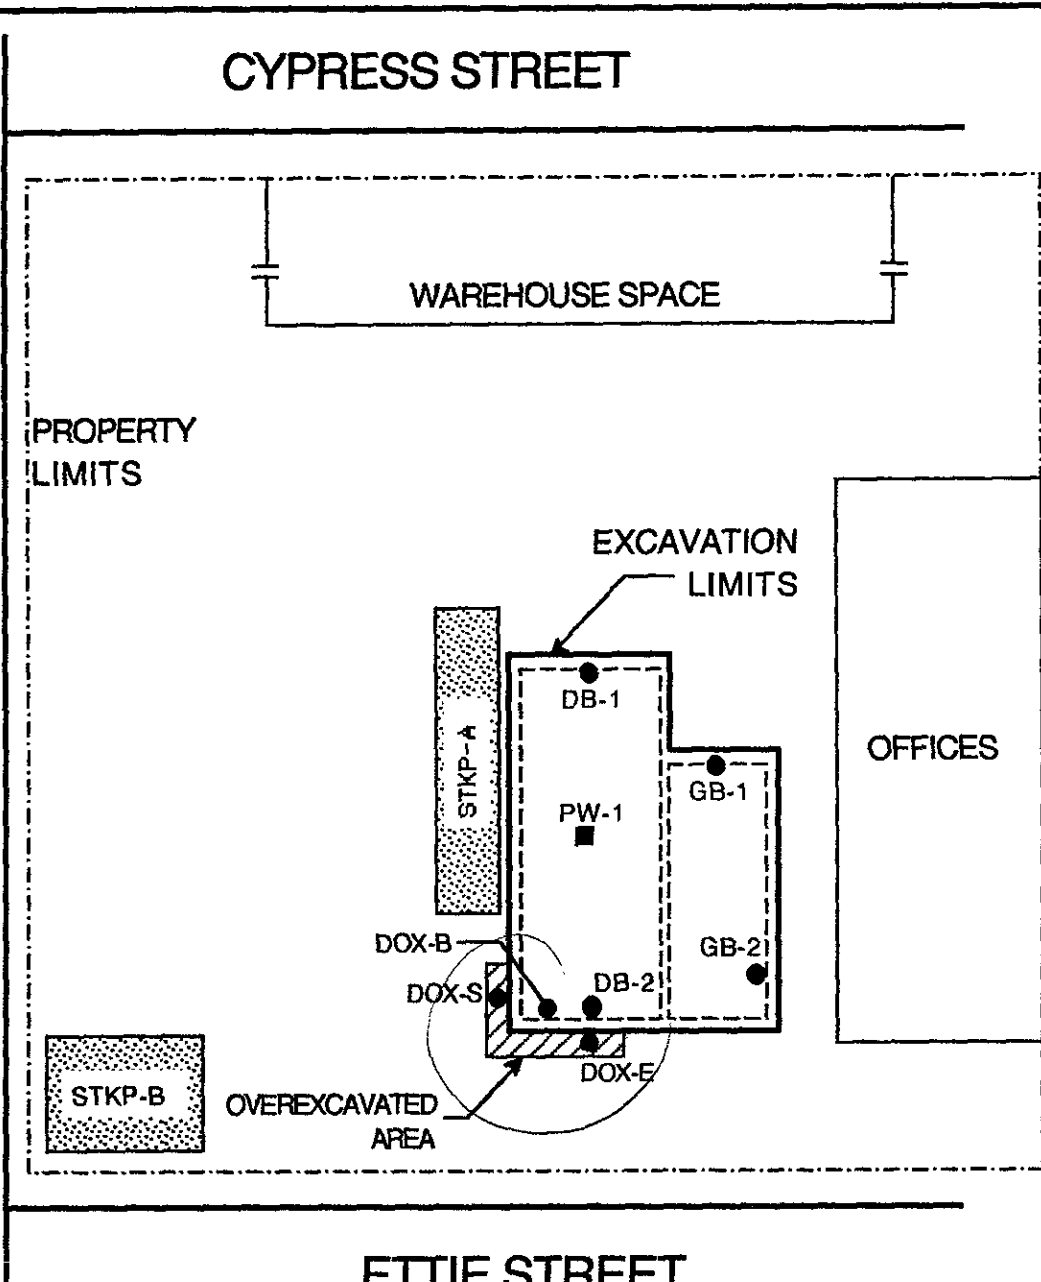 CYPRESS STREET
WAREHOUSE SPACE
PROPERTY
LIMITS
EXCAVATION
LIMITS
DB-1
STKP-A
OFFICES
GB-1
PW-1
DOX-B
GB-2
DB-2
DOX-S
DOX-E
STKP-B
OVEREXCAVATED
AREA
ETTIE STREET